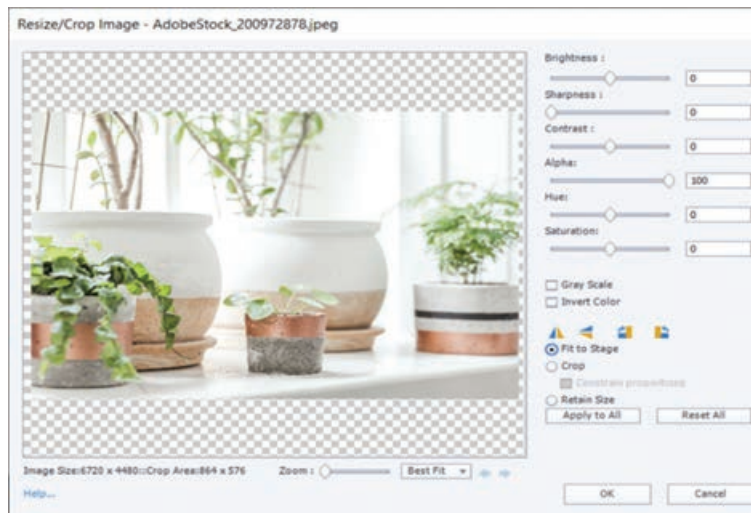 Resize/Crop Image - AdobeStock_200972878.jpeg
Brightness :
0
Sharpness :
0
Contrast :
0
Alpha:
100
Hue:
0
Saturation:
0
Gray Scale
Invert Color
Fit to Stage
Crop
Constrain proportions
Retain Size
Apply to All Reset All
Image Size:6720 x 4480::Crop Area:864 x 576 Zoom : Best Fit
Help...
OK Cancel